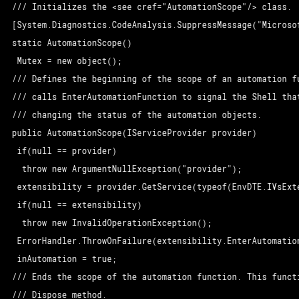 /// Initializes the <see cref="AutomationScope"/> class.
[System.Diagnostics.CodeAnalysis.SuppressMessage("Microsof
static AutomationScope()
Mutex = new object();
/// Defines the beginning of the scope of an automation fu
/// calls EnterAutomationFunction to signal the Shell that
/// changing the status of the automation objects.
public AutomationScope(IServiceProvider provider)
if(null == provider)
throw new ArgumentNullException("provider");
extensibility = provider.GetService(typeof(EnvDTE.IVsExte
if(null == extensibility)
throw new InvalidOperationException();
ErrorHandler.ThrowOnFailure(extensibility.EnterAutomation
inAutomation = true;
/// Ends the scope of the automation function. This functi
/// Dispose method.